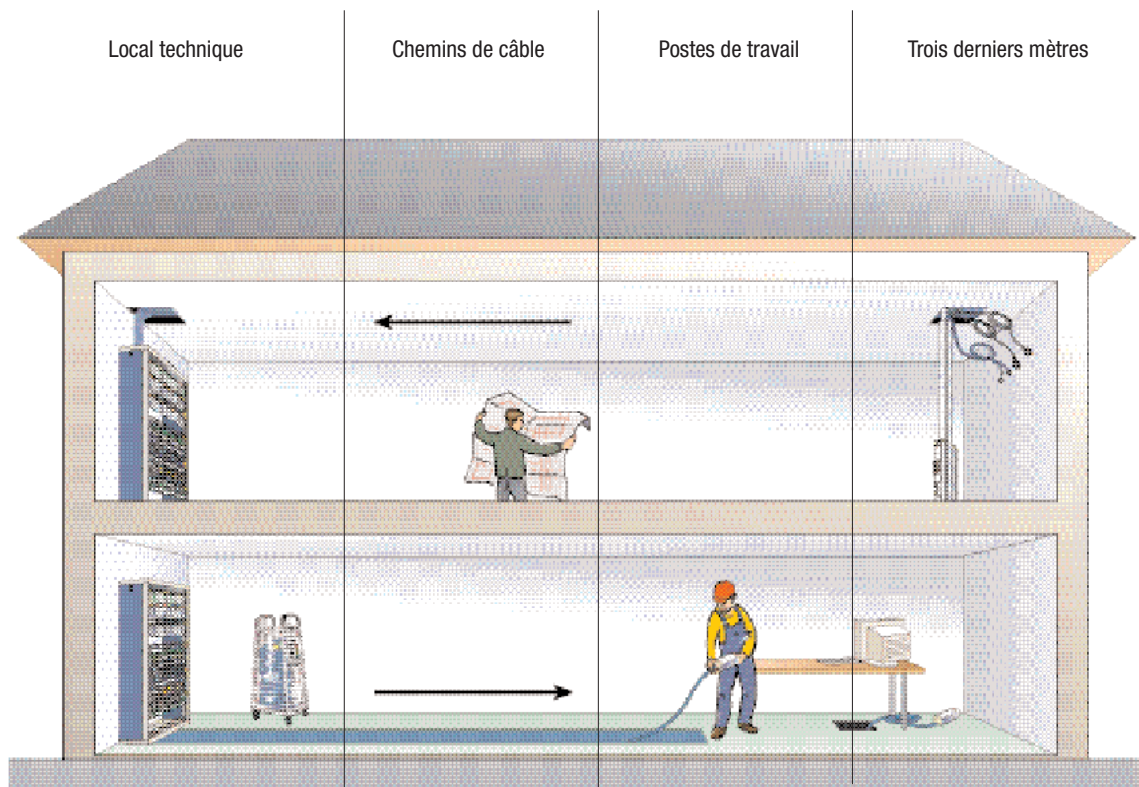 Local technique
Chemins de câble
Postes de travail
Trois derniers mètres